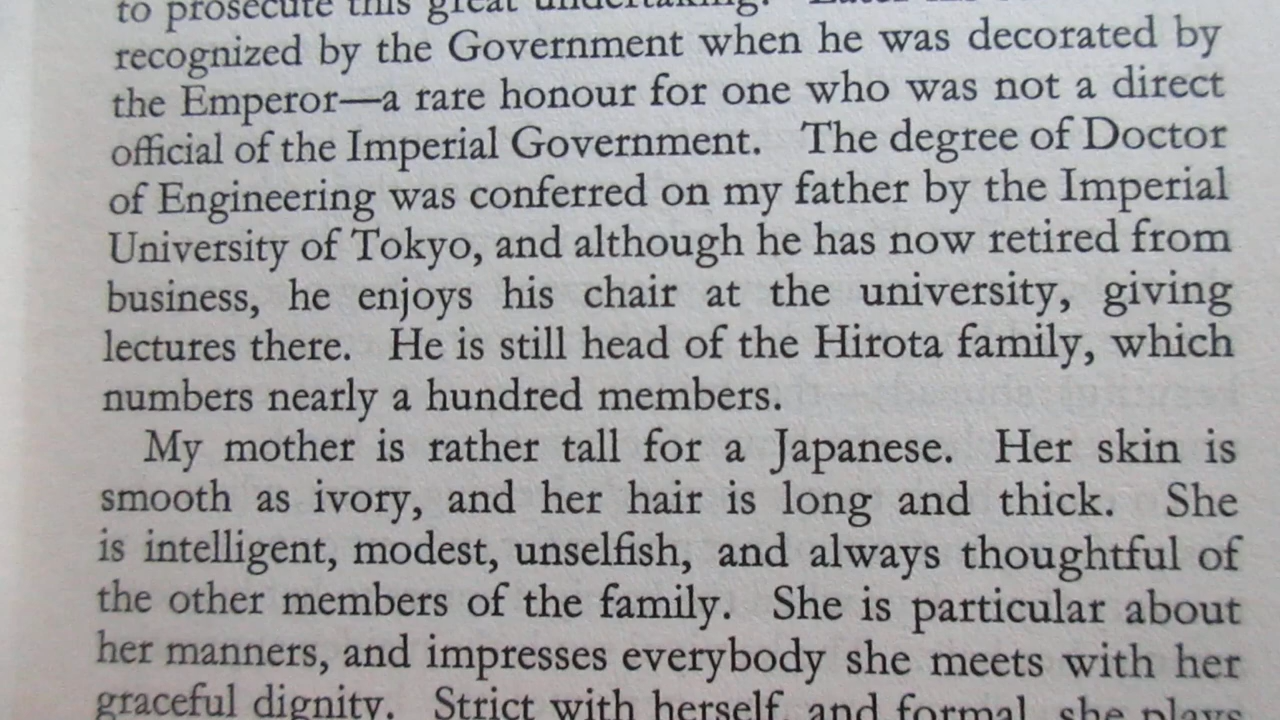 to prosecute this great undertaking.
recognized by the Government when he was decorated by
the Emperor—a rare honour for one who was not a direct
official of the Imperial Government. The degree of Doctor
of Engineering was conferred on my father by the Imperial
University of Tokyo, and although he has now retired from
business, he enjoys his chair at the university, giving
lectures there. He is still head of the Hirota family, which
numbers nearly a hundred members.
My mother is rather tall for a Japanese. Her skin is
smooth as ivory, and her hair is long and thick. She
is intelligent, modest, unselfish, and always thoughtful of
the other members of the family. She is particular about
her manners, and impresses everybody she meets with her
graceful dignity. Strict with herself, and formal, she plays